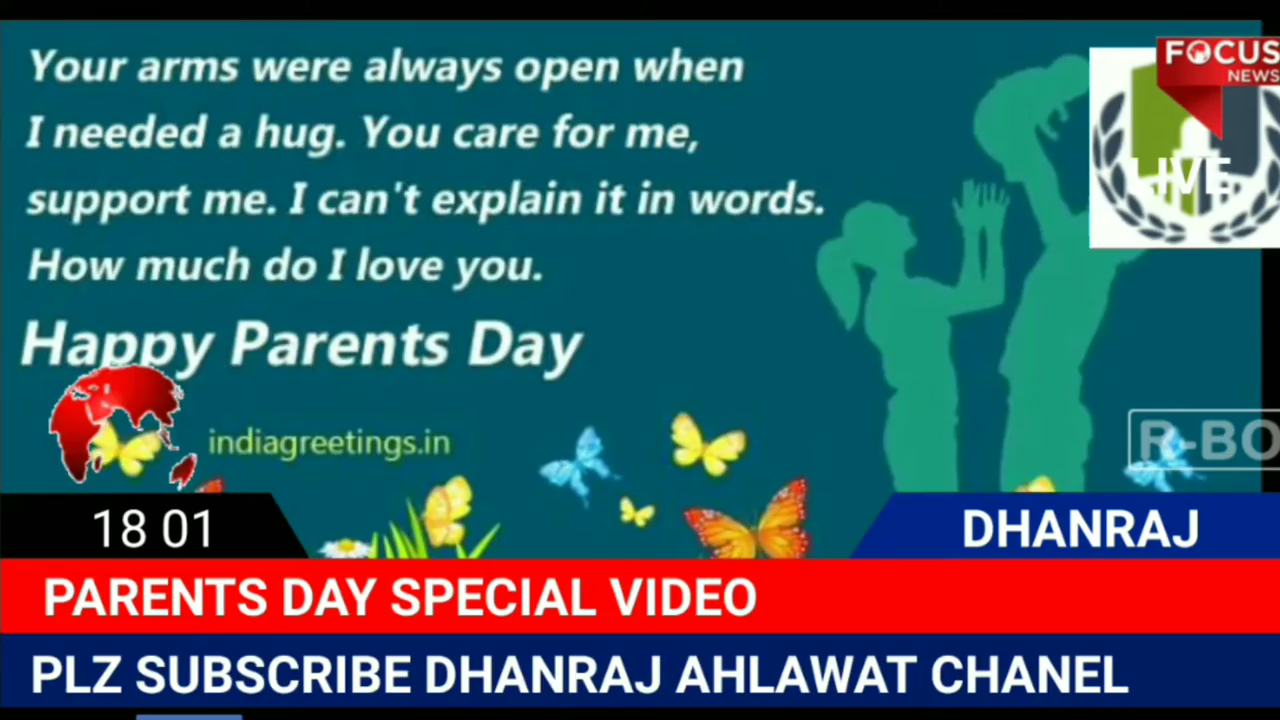 Your arms were always open when
I needed a hug. You care for me,
support me. I can't explain it in words.
How much do I love you.
Happy Parents Day
indiagreetings.in
FOCUS
NEWS
LIVE
R-BO
18 01
DHANRAJ
PARENTS DAY SPECIAL VIDEO
PLZ SUBSCRIBE DHANRAJ AHLAWAT CHANEL